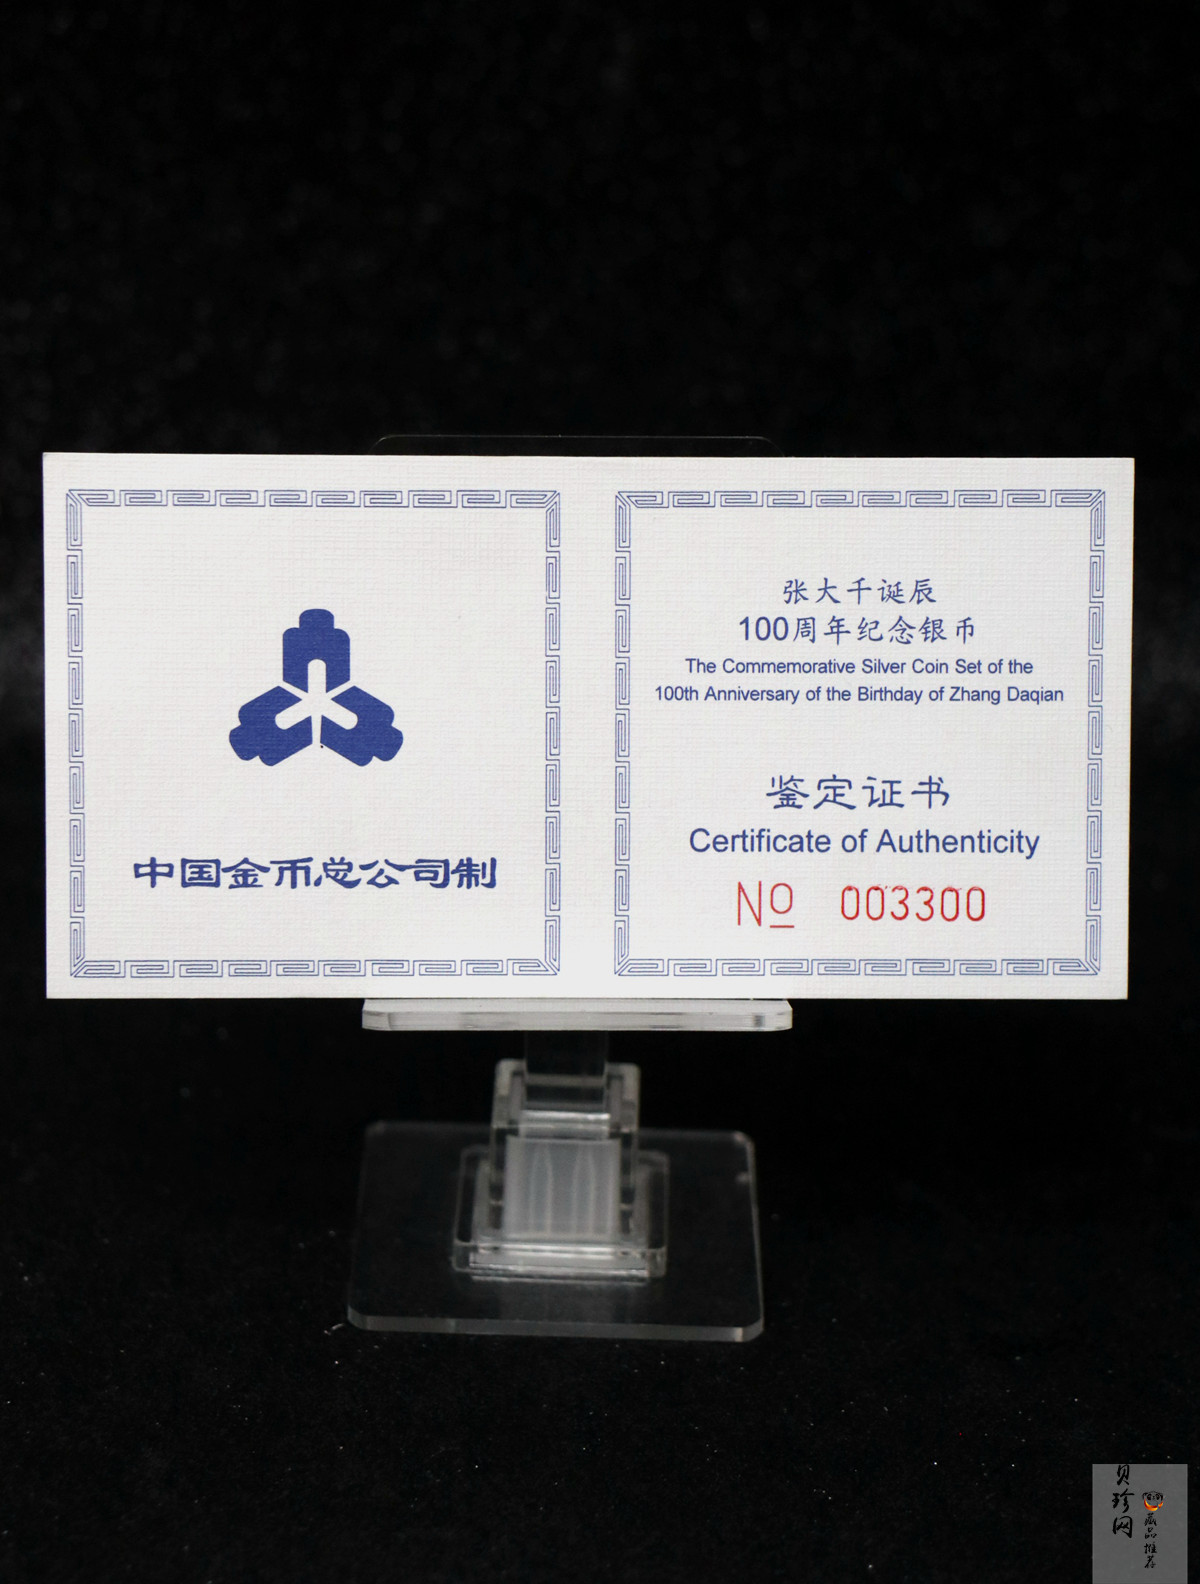 中国金币总公司制
张大千诞辰
100周年纪念银币
The Commemorative Silver Coin Set of the
100th Anniversary of the Birthday of Zhang Daqian
鉴定证书
Certificate of Authenticity
No 003300
贝珍网
藏品推荐